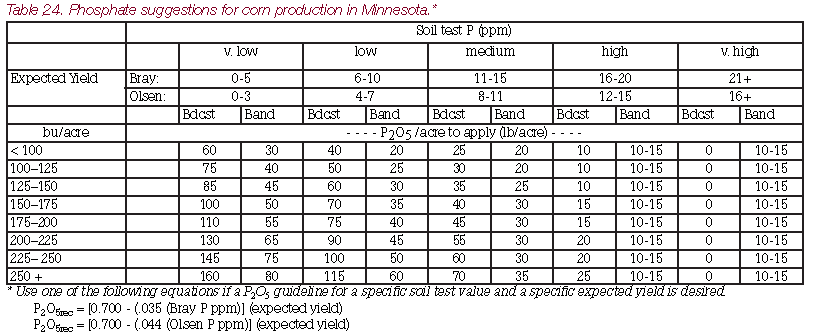 Table 24. Phosphate suggestions for corn production in Minnesota.*
Soil test P (ppm)
v. low low medium high v. high
Expected Yield Bray: 0-5 6-10 11-15 16-20 21+
Olsen: 0-3 4-7 8-11 12-15 16+
Bdcst Band Bdcst Band Bdcst Band Bdcst Band Bdcst Band
bu/acre - - - - P2O5 /acre to apply (lb/acre) - - - -
< 100 60 30 40 20 25 20 10 10-15 0 10-15
100–125 75 40 50 25 30 20 10 10-15 0 10-15
125-150 85 45 60 30 35 25 10 10-15 0 10-15
150-175 100 50 70 35 40 30 15 10-15 0 10-15
175–200 110 55 75 40 45 30 15 10-15 0 10-15
200–225 130 65 90 45 55 30 20 10-15 0 10-15
225– 250 145 75 100 50 60 30 20 10-15 0 10-15
250 + 160 80 115 60 70 35 25 10-15 0 10-15
* Use one of the following equations if a P2O5 guideline for a specific soil test value and a specific expected yield is desired.
P2O5rec = [0.700 - (.035 (Bray P ppm)] (expected yield)
P2O5rec = [0.700 - (.044 (Olsen P ppm)] (expected yield)